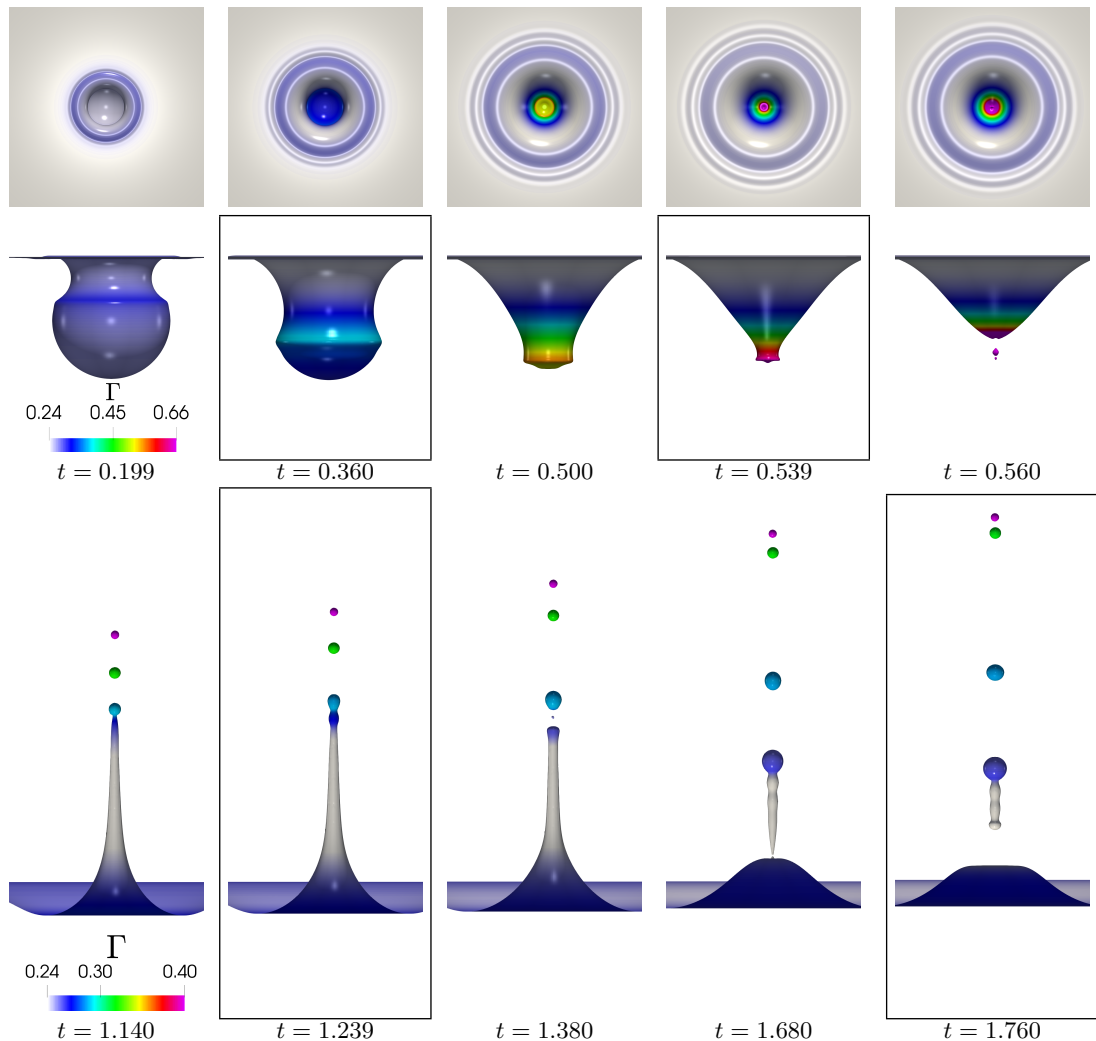 Γ
0.24 0.45 0.66
t = 0.199 t = 0.360 t = 0.500 t = 0.539 t = 0.560
Γ
0.24 0.30 0.40
t = 1.140 t = 1.239 t = 1.380 t = 1.680 t = 1.760